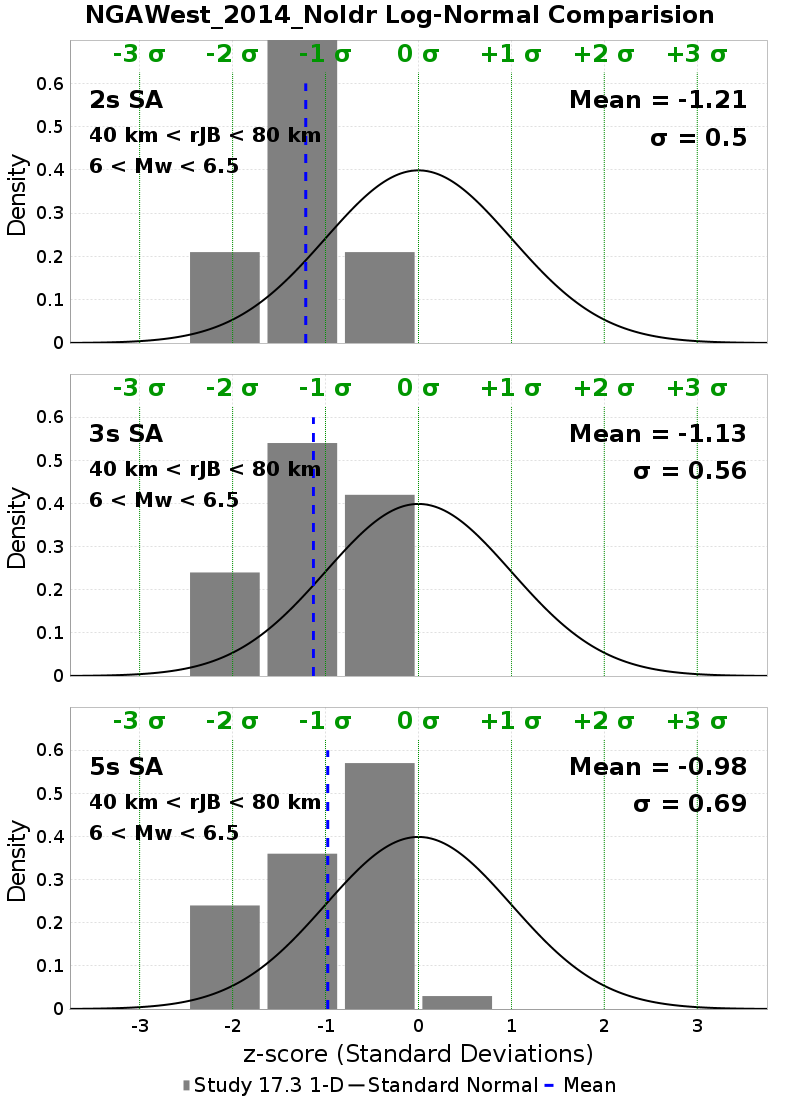 NGAWest_2014_NoIdr Log-Normal Comparision
-3 σ -2 σ -1 σ 0 σ +1 σ +2 σ +3 σ
2s SA
Mean = -1.21
40 km < rJB < 80 km
σ = 0.5
6 < Mw < 6.5
Density
0.6
0.5
0.4
0.3
0.2
0.1
0
-3 σ -2 σ -1 σ 0 σ +1 σ +2 σ +3 σ
3s SA
Mean = -1.13
40 km < rJB < 80 km
σ = 0.56
6 < Mw < 6.5
Density
0.6
0.5
0.4
0.3
0.2
0.1
0
-3 σ -2 σ -1 σ 0 σ +1 σ +2 σ +3 σ
5s SA
Mean = -0.98
40 km < rJB < 80 km
σ = 0.69
6 < Mw < 6.5
Density
0.6
0.5
0.4
0.3
0.2
0.1
0
-3 -2 -1 0 1 2 3
z-score (Standard Deviations)
Study 17.3 1-D Standard Normal Mean